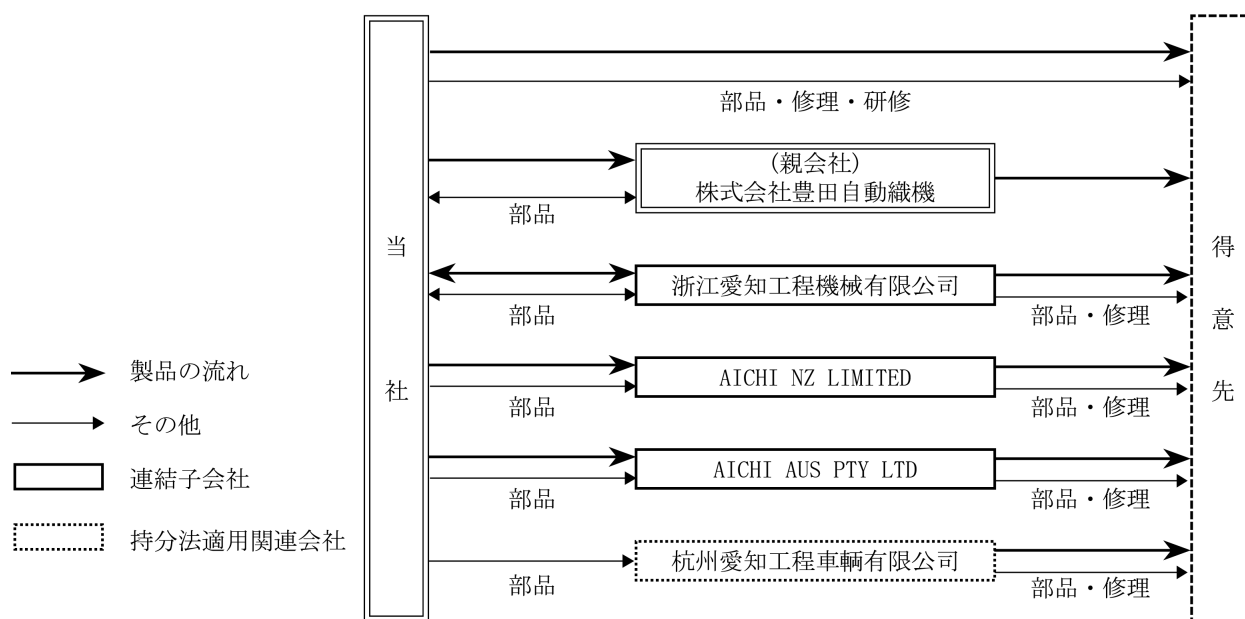 部品・修理・研修
(親会社)
株式会社豊田自動織機
部品
当社
浙江愛知工程機械有限公司
部品
部品・修理
得意先
製品の流れ
その他
連結子会社
持分法適用関連会社
AICHI NZ LIMITED
部品
部品・修理
AICHI AUS PTY LTD
部品
部品・修理
杭州愛知工程車輌有限公司
部品
部品・修理